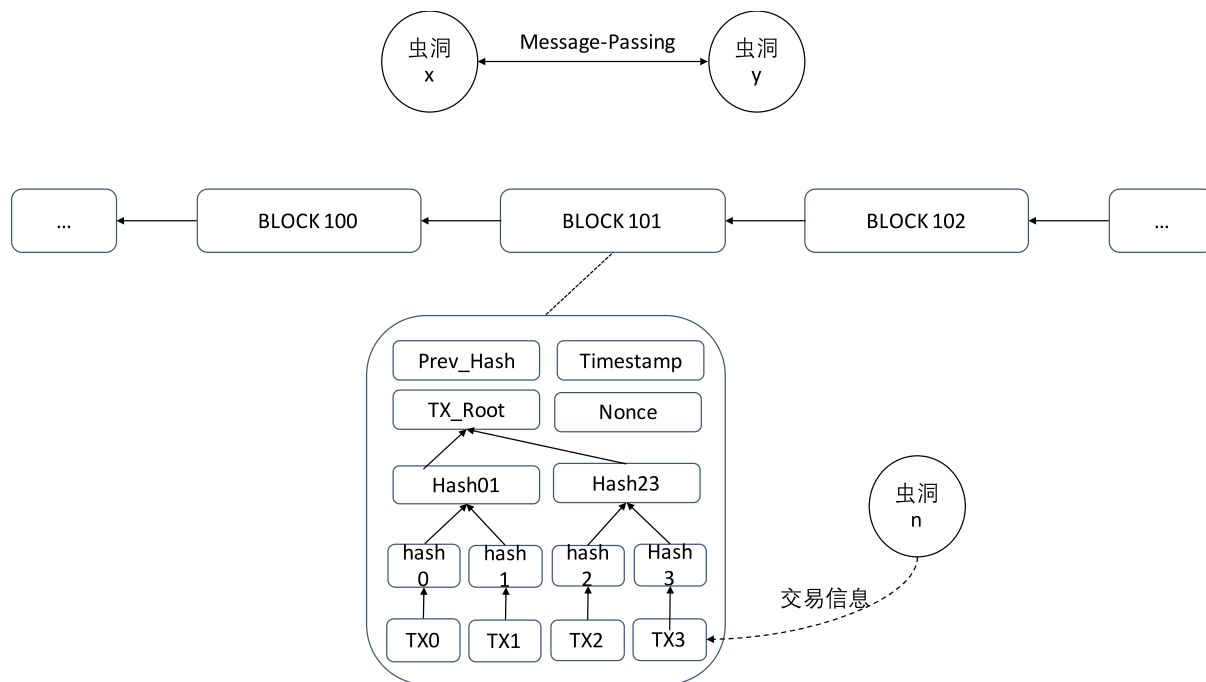 虫洞
x
Message-Passing
虫洞
y
...
BLOCK 100
BLOCK 101
BLOCK 102
...
Prev_Hash
Timestamp
TX_Root
Nonce
Hash01
Hash23
虫洞
n
hash
0
hash
1
hash
2
Hash
3
交易信息
TX0
TX1
TX2
TX3